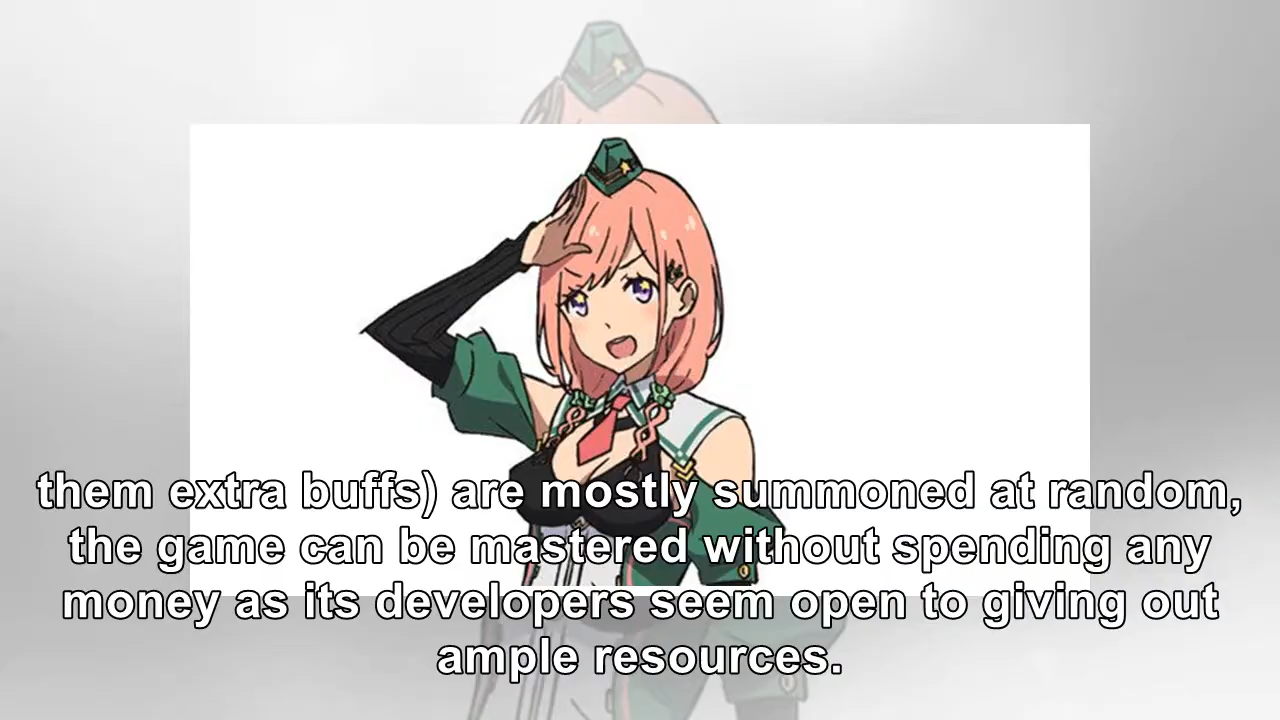 them extra buffs) are mostly summoned at random,
the game can be mastered without spending any
money as its developers seem open to giving out
ample resources.